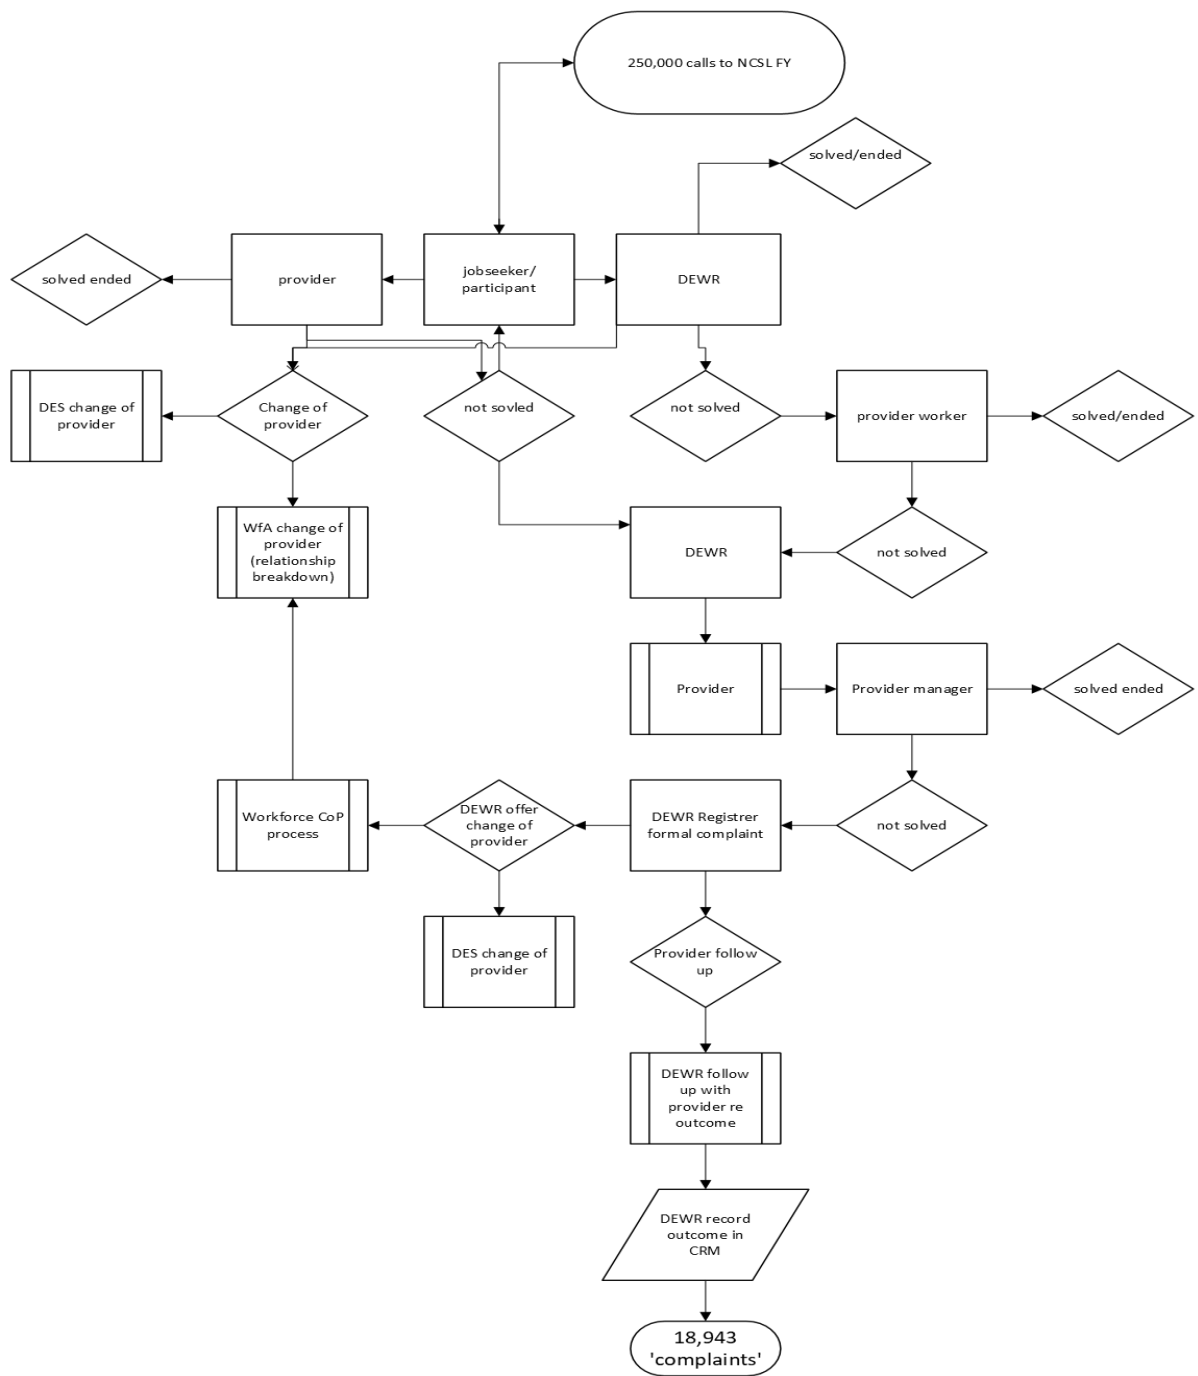 250,000 calls to NCSL FY
solved/ended
solved ended
provider
jobseeker/
participant
DEWR
DES change of
provider
Change of
provider
not sovled
not solved
provider worker
solved/ended
WfA change of
provider
(relationship
breakdown)
DEWR
not solved
Provider
Provider manager
solved ended
Workforce CoP
process
DEWR offer
change of
provider
DEWR Registrer
formal complaint
not solved
DES change of
provider
Provider follow
up
DEWR follow
up with
provider re
outcome
DEWR record
outcome in
CRM
18,943
'complaints'